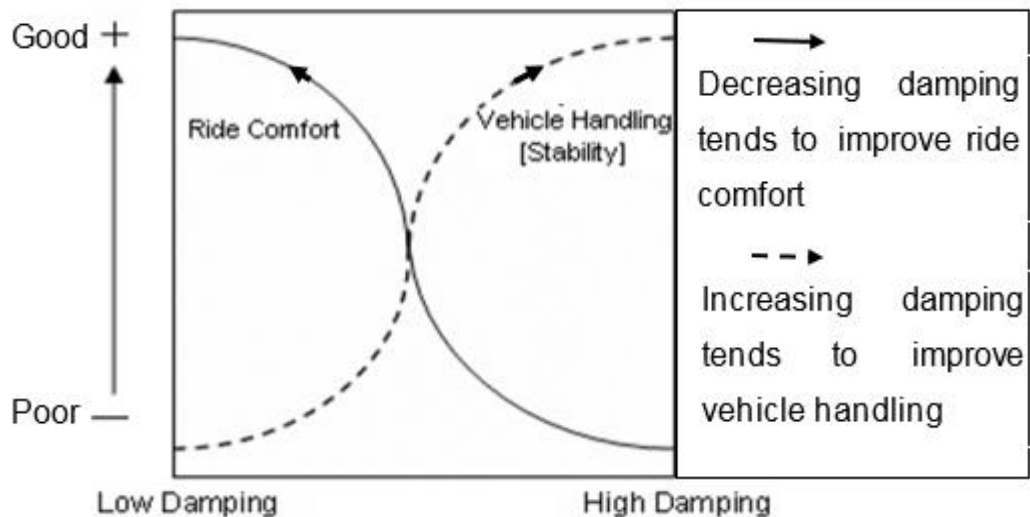 Good +
Ride Comfort
Vehicle Handling
[Stability]
Poor —
Low Damping
High Damping
Decreasing damping
tends to improve ride
comfort
Increasing damping
tends to improve
vehicle handling